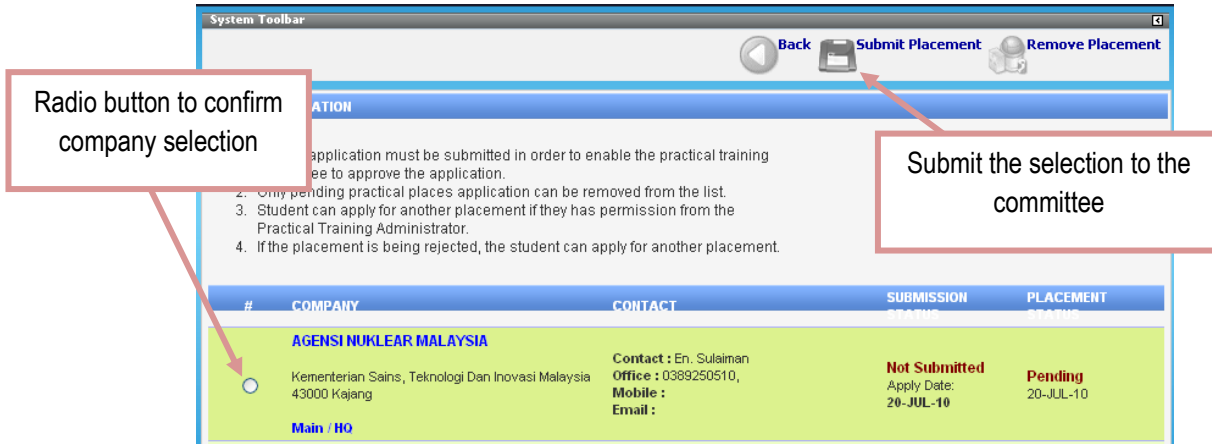 System Toolbar
Back Submit Placement Remove Placement
Radio button to confirm
company selection
ATION
Submit the selection to the
committee
application must be submitted in order to enable the practical training
ee to approve the application.
2. Only pending practical places application can be removed from the list.
3. Student can apply for another placement if they has permission from the
Practical Training Administrator.
4. If the placement is being rejected, the student can apply for another placement.
# COMPANY CONTACT SUBMISSION STATUS PLACEMENT STATUS
AGENSI NUKLEAR MALAYSIA
Kementerian Sains, Teknologi Dan Inovasi Malaysia
43000 Kajang
Main / HQ
Contact : En. Sulaiman
Office : 0389250510,
Mobile :
Email :
Not Submitted
Apply Date:
20-JUL-10
Pending
20-JUL-10